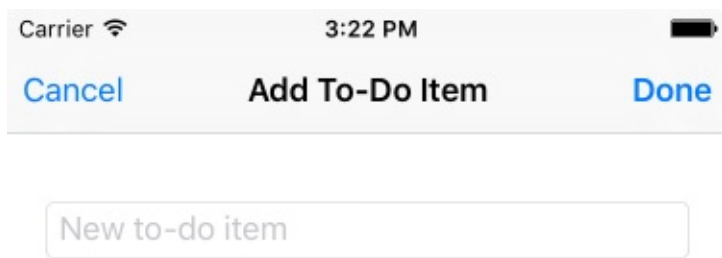 Carrier 3:22 PM
Cancel Add To-Do Item Done
New to-do item